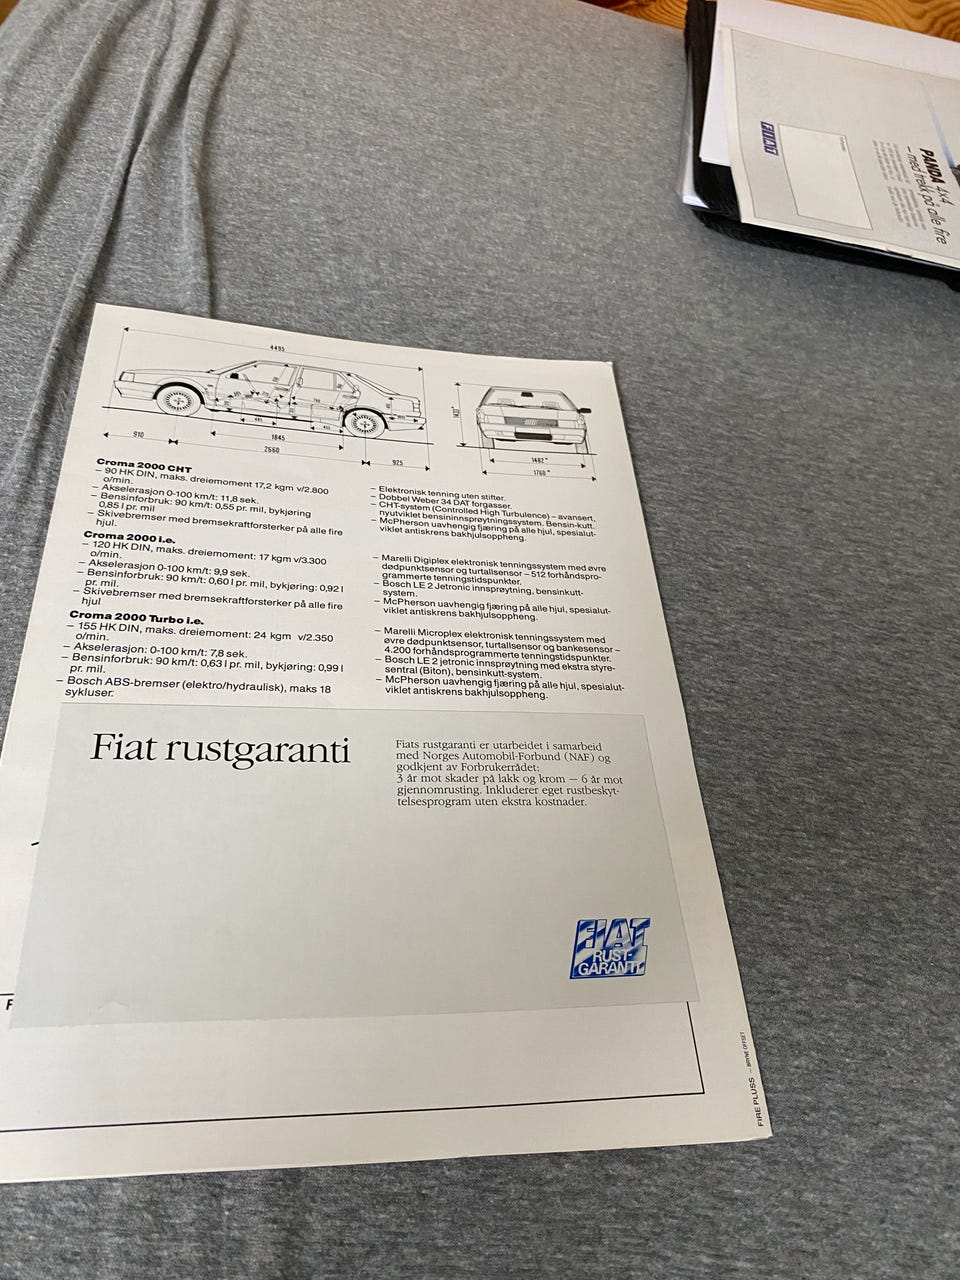 FIAT
PANDA 4x4
– med trekk på alle fire
4495
1433
910
1845
2660
925
1482*
1760*
Croma 2000 CHT
– 90 HK DIN, maks. dreiemoment 17,2 kgm v/2.800
o/min.
– Akselerasjon 0-100 km/t: 11,8 sek.
– Bensinforbruk: 90 km/t: 0,55 pr. mil, bykjøring
0,85 l pr. mil
– Skivebremser med bremsekraftforsterker på alle fire
hjul.
– Elektronisk tenning uten stifter.
– Dobbel Weber 34 DAT forgasser.
– CHT-system (Controlled High Turbulence) – avansert,
nyutviklet bensininnsprøytningssystem. Bensin-kutt.
– McPherson uavhengig fjæring på alle hjul, spesialut-
viklet antiskrens bakhjulsoppheng.
Croma 2000 i.e.
– 120 HK DIN, maks. dreiemoment: 17 kgm v/3.300
o/min.
– Akselerasjon 0-100 km/t: 9,9 sek.
– Bensinforbruk: 90 km/t: 0,60 l pr. mil, bykjøring: 0,92 l
pr. mil.
– Skivebremser med bremsekraftforsterker på alle fire
hjul
– Marelli Digiplex elektronisk tenningssystem med øvre
dødpunktsensor og turtallsensor – 512 forhåndspro-
grammerte tenningstidspunkter.
– Bosch LE 2 Jetronic innsprøytning, bensinkutt-
system.
– McPherson uavhengig fjæring på alle hjul, spesialut-
viklet antiskrens bakhjulsoppheng.
Croma 2000 Turbo i.e.
– 155 HK DIN, maks. dreiemoment: 24 kgm v/2.350
o/min.
– Akselerasjon: 0-100 km/t: 7,8 sek.
– Bensinforbruk: 90 km/t: 0,63 l pr. mil, bykjøring: 0,99 l
pr. mil.
– Bosch ABS-bremser (elektro/hydraulisk), maks 18
sykluser.
– Marelli Microplex elektronisk tenningssystem med
øvre dødpunktsensor, turtallsensor og bankesensor –
4.200 forhåndsprogrammerte tenningstidspunkter.
– Bosch LE 2 jetronic innsprøytning med ekstra styre-
sentral (Biton), bensinkutt-system.
– McPherson uavhengig fjæring på alle hjul, spesialut-
viklet antiskrens bakhjulsoppheng.
Fiat rustgaranti
Fiats rustgaranti er utarbeidet i samarbeid
med Norges Automobil-Forbund (NAF) og
godkjent av Forbrukerrådet:
3 år mot skader på lakk og krom — 6 år mot
gjennomrusting. Inkluderer eget rustbeskyt-
telsesprogram uten ekstra kostnader.
FIAT
RUST-
GARANTI
F
FIRE PLUSS – BRYNE OFFSET